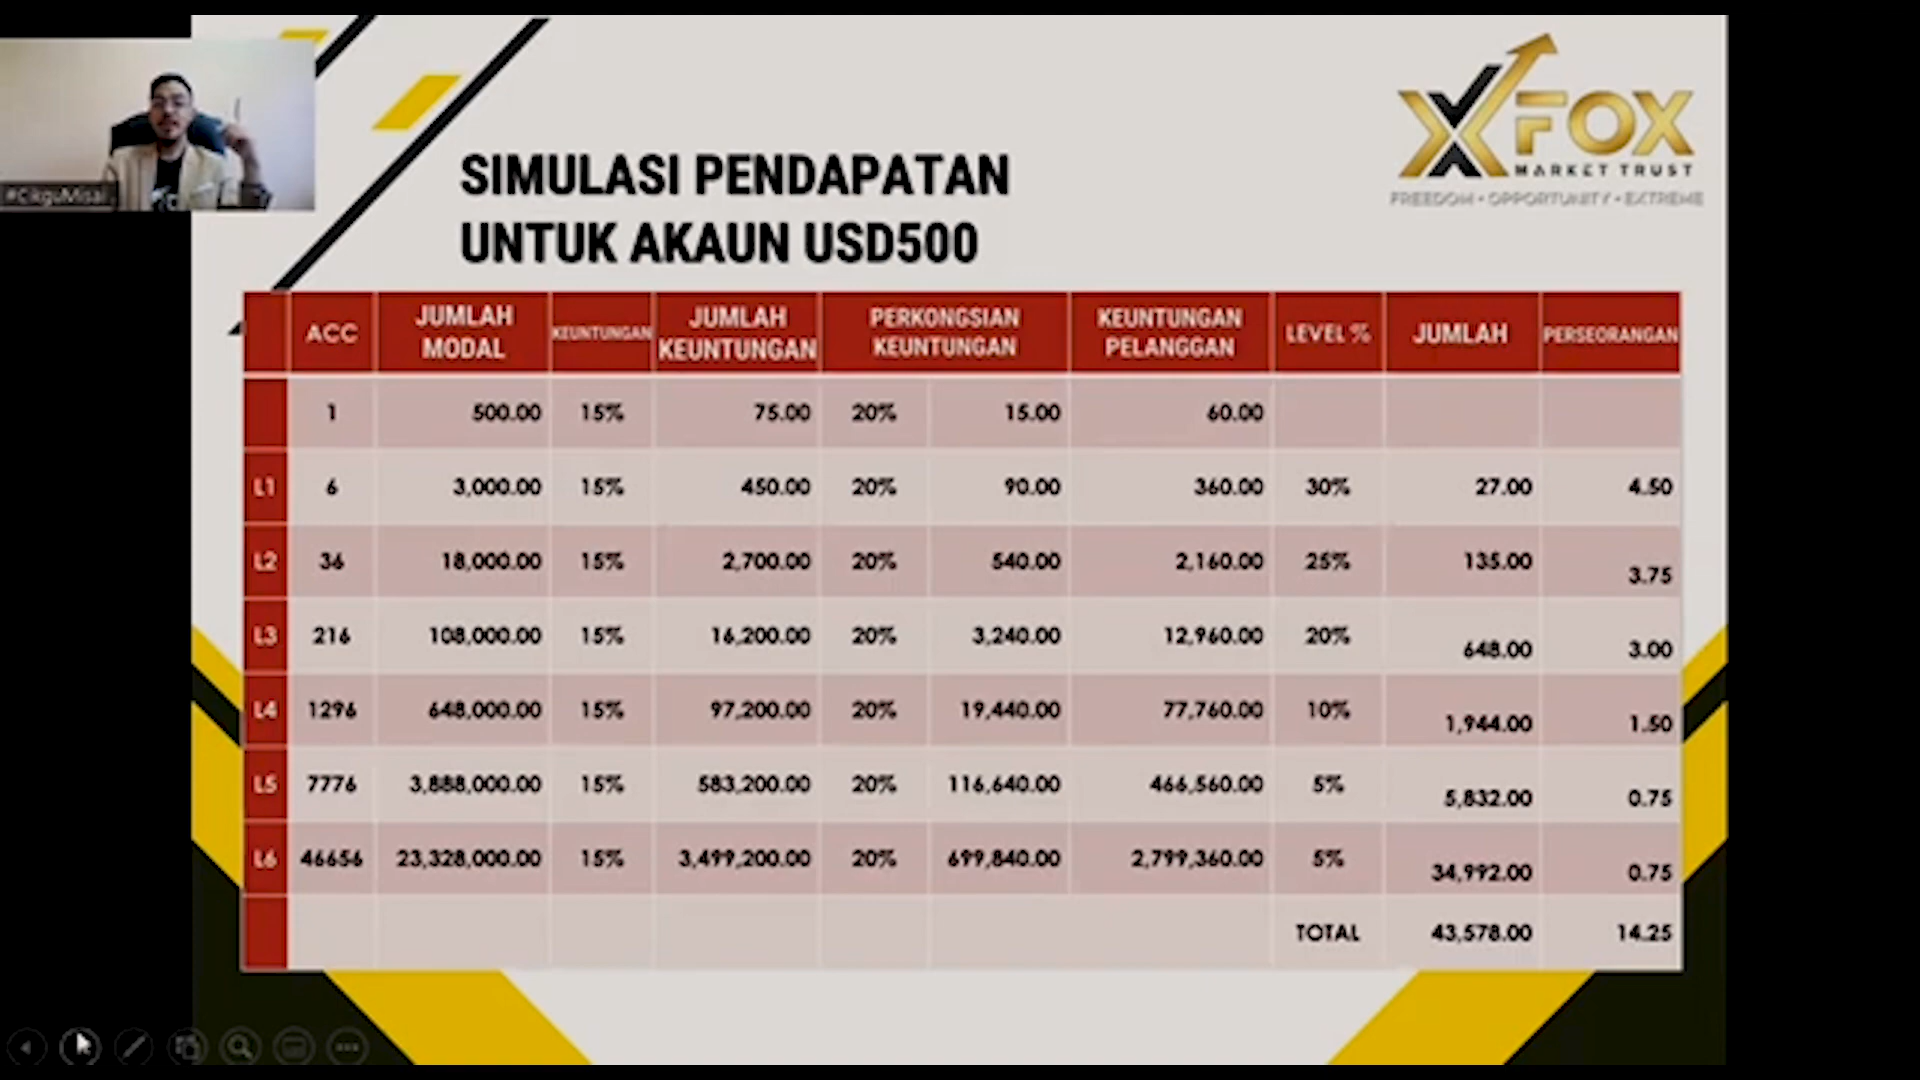 #CikguMisai
XFOX
MARKET TRUST
FREEDOM • OPPORTUNITY • EXTREME
SIMULASI PENDAPATAN
UNTUK AKAUN USD500
ACC JUMLAH MODAL KEUNTUNGAN JUMLAH KEUNTUNGAN PERKONGSIAN KEUNTUNGAN KEUNTUNGAN PELANGGAN LEVEL % JUMLAH PERSEORANGAN
1 500.00 15% 75.00 20% 15.00 60.00
L1 6 3,000.00 15% 450.00 20% 90.00 360.00 30% 27.00 4.50
L2 36 18,000.00 15% 2,700.00 20% 540.00 2,160.00 25% 135.00 3.75
L3 216 108,000.00 15% 16,200.00 20% 3,240.00 12,960.00 20% 648.00 3.00
L4 1296 648,000.00 15% 97,200.00 20% 19,440.00 77,760.00 10% 1,944.00 1.50
L5 7776 3,888,000.00 15% 583,200.00 20% 116,640.00 466,560.00 5% 5,832.00 0.75
L6 46656 23,328,000.00 15% 3,499,200.00 20% 699,840.00 2,799,360.00 5% 34,992.00 0.75
TOTAL 43,578.00 14.25